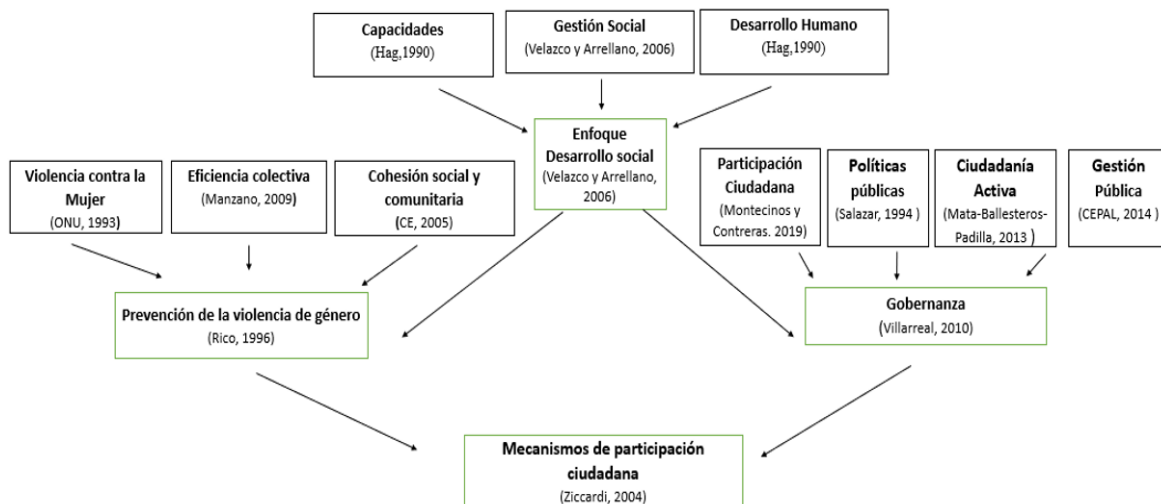 Capacidades
(Hag,1990)
Gestión Social
(Velazco y Arrellano, 2006)
Desarrollo Humano
(Hag,1990)
Enfoque
Desarrollo social
(Velazco y Arrellano,
2006)
Violencia contra la
Mujer
(ONU, 1993)
Eficiencia colectiva
(Manzano, 2009)
Cohesión social y
comunitaria
(CE, 2005)
Participación
Ciudadana
(Montecinos y
Contreras. 2019)
Políticas
públicas
(Salazar, 1994 )
Ciudadanía
Activa
(Mata-Ballesteros-
Padilla, 2013 )
Gestión
Pública
(CEPAL, 2014 )
Prevención de la violencia de género
(Rico, 1996)
Gobernanza
(Villarreal, 2010)
Mecanismos de participación
ciudadana
(Ziccardi, 2004)